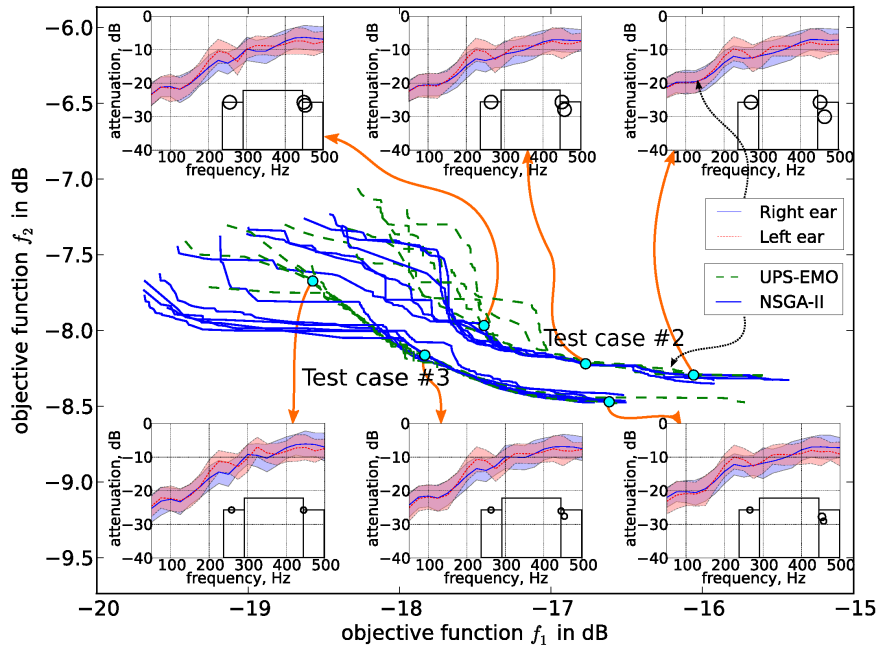 objective function f₂ in dB
−6.0
−6.5
−7.0
−7.5
−8.0
−8.5
−9.0
−9.5
attenuation, dB
0
−10
−20
−30
−40
100 200 300 400 500
frequency, Hz
attenuation, dB
0
−10
−20
−30
−40
100 200 300 400 500
frequency, Hz
attenuation, dB
0
−10
−20
−30
−40
100 200 300 400 500
frequency, Hz
Right ear
Left ear
UPS-EMO
NSGA-II
Test case #2
Test case #3
attenuation, dB
0
−10
−20
−30
−40
100 200 300 400 500
frequency, Hz
attenuation, dB
0
−10
−20
−30
−40
100 200 300 400 500
frequency, Hz
attenuation, dB
0
−10
−20
−30
−40
100 200 300 400 500
frequency, Hz
−20 −19 −18 −17 −16 −15
objective function f₁ in dB